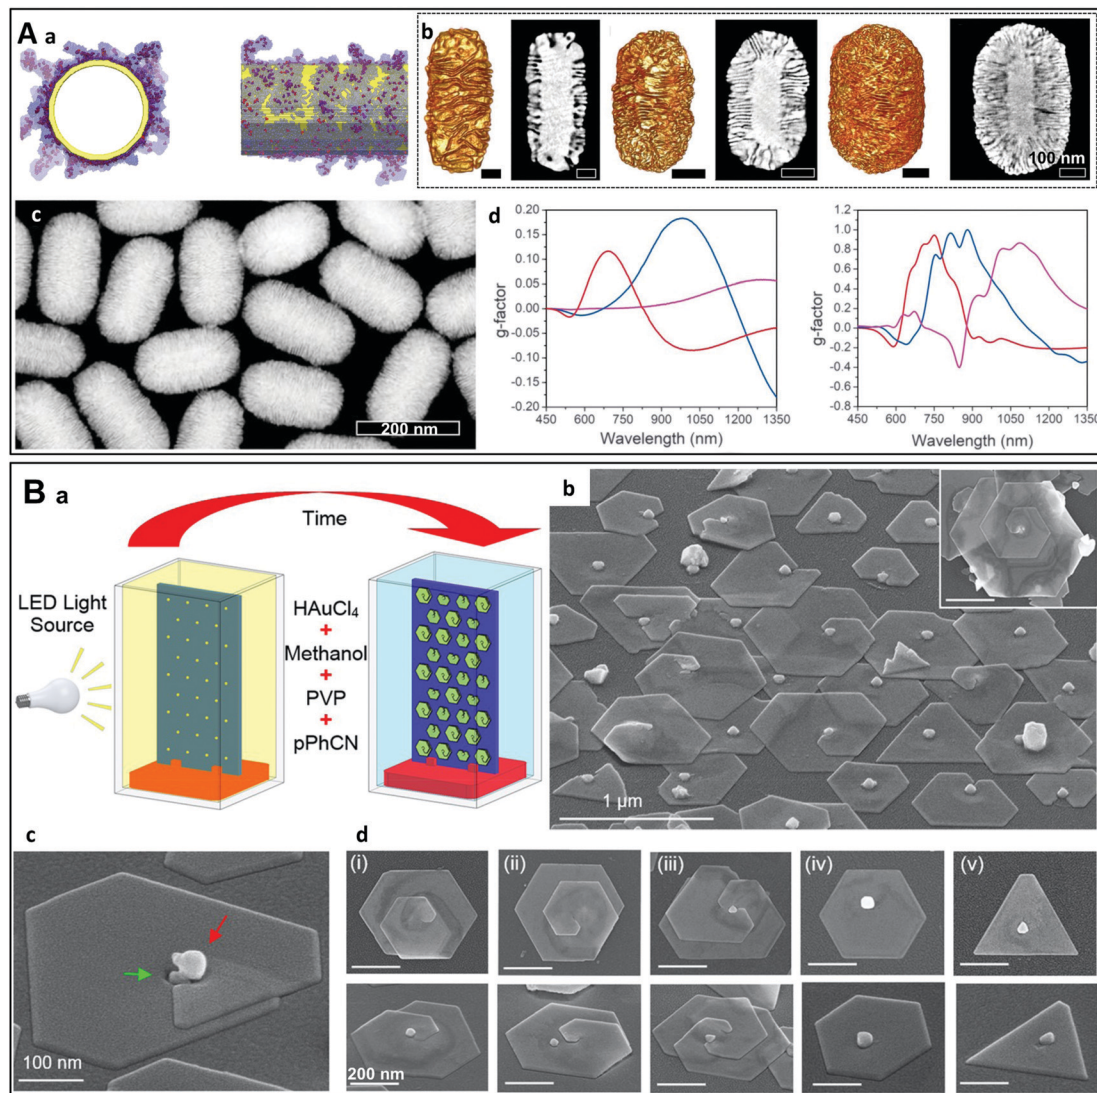 A a
b
100 nm
c
200 nm
d
0.20
0.15
0.10
0.05
0.00
-0.05
-0.10
-0.15
-0.20
g-factor
450 600 750 900 1050 1200 1350
Wavelength (nm)
1.2
1.0
0.8
0.6
0.4
0.2
0.0
-0.2
-0.4
-0.6
-0.8
g-factor
450 600 750 900 1050 1200 1350
Wavelength (nm)
B a
Time
LED Light
Source
HAuCl4
+
Methanol
+
PVP
+
pPhCN
b
1 µm
c
100 nm
d
(i)
(ii)
(iii)
(iv)
(v)
200 nm